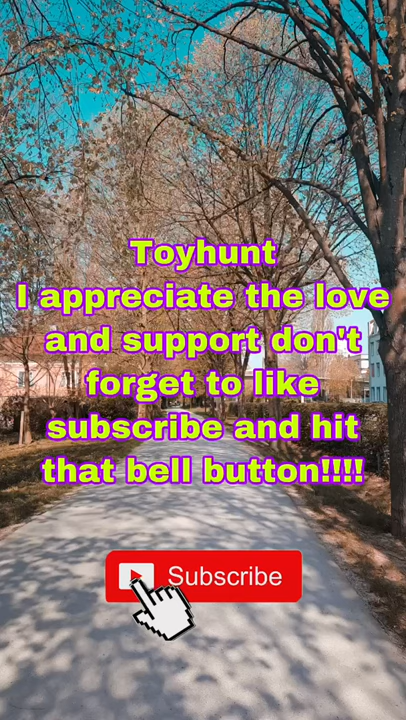 Toyhunt
I appreciate the love
and support don't
forget to like
subscribe and hit
that bell button!!!!
Subscribe